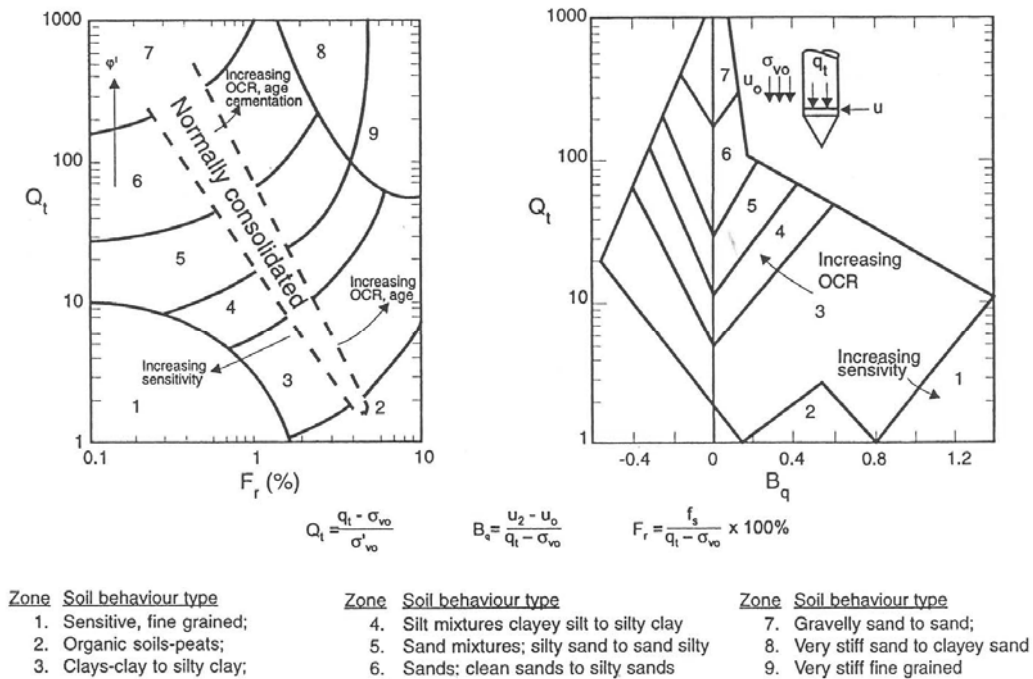 1000
100
Q_t
10
1
0.1
1
10
F_r (%)
7
8
φ'
Increasing
OCR, age
cementation
9
6
Normally consolidated
5
4
Increasing
OCR, age
Increasing
sensitivity
3
1
2
1000
100
Q_t
10
1
-0.4
0
0.4
0.8
1.2
B_q
7
σ_vo
q_t
u_o
u
6
5
4
Increasing
OCR
3
Increasing
sensivity
1
2
Q_t = (q_t - σ_vo) / σ'_vo
B_q = (u_2 - u_o) / (q_t - σ_vo)
F_r = f_s / (q_t - σ_vo) x 100%
Zone Soil behaviour type
1. Sensitive, fine grained;
2. Organic soils-peats;
3. Clays-clay to silty clay;
Zone Soil behaviour type
4. Silt mixtures clayey silt to silty clay
5. Sand mixtures; silty sand to sand silty
6. Sands; clean sands to silty sands
Zone Soil behaviour type
7. Gravelly sand to sand;
8. Very stiff sand to clayey sand
9. Very stiff fine grained